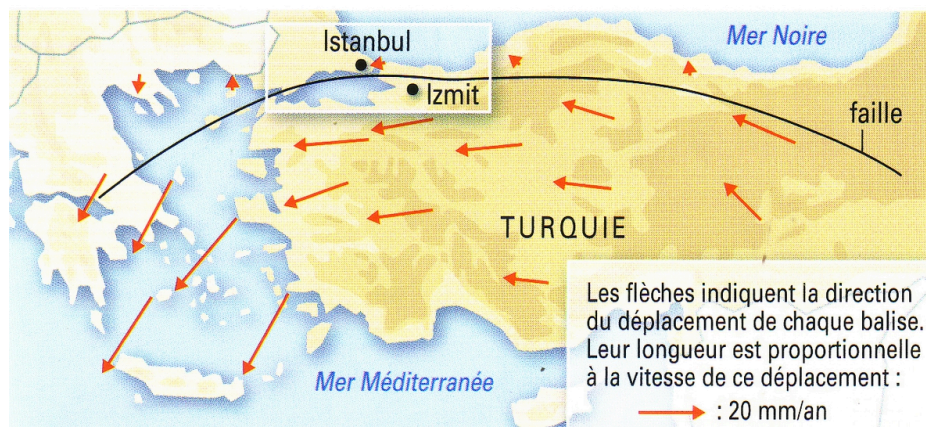 Mer Noire
Istanbul
Izmit
faille
TURQUIE
Mer Méditerranée
Les flèches indiquent la direction
du déplacement de chaque balise.
Leur longueur est proportionnelle
à la vitesse de ce déplacement :
: 20 mm/an